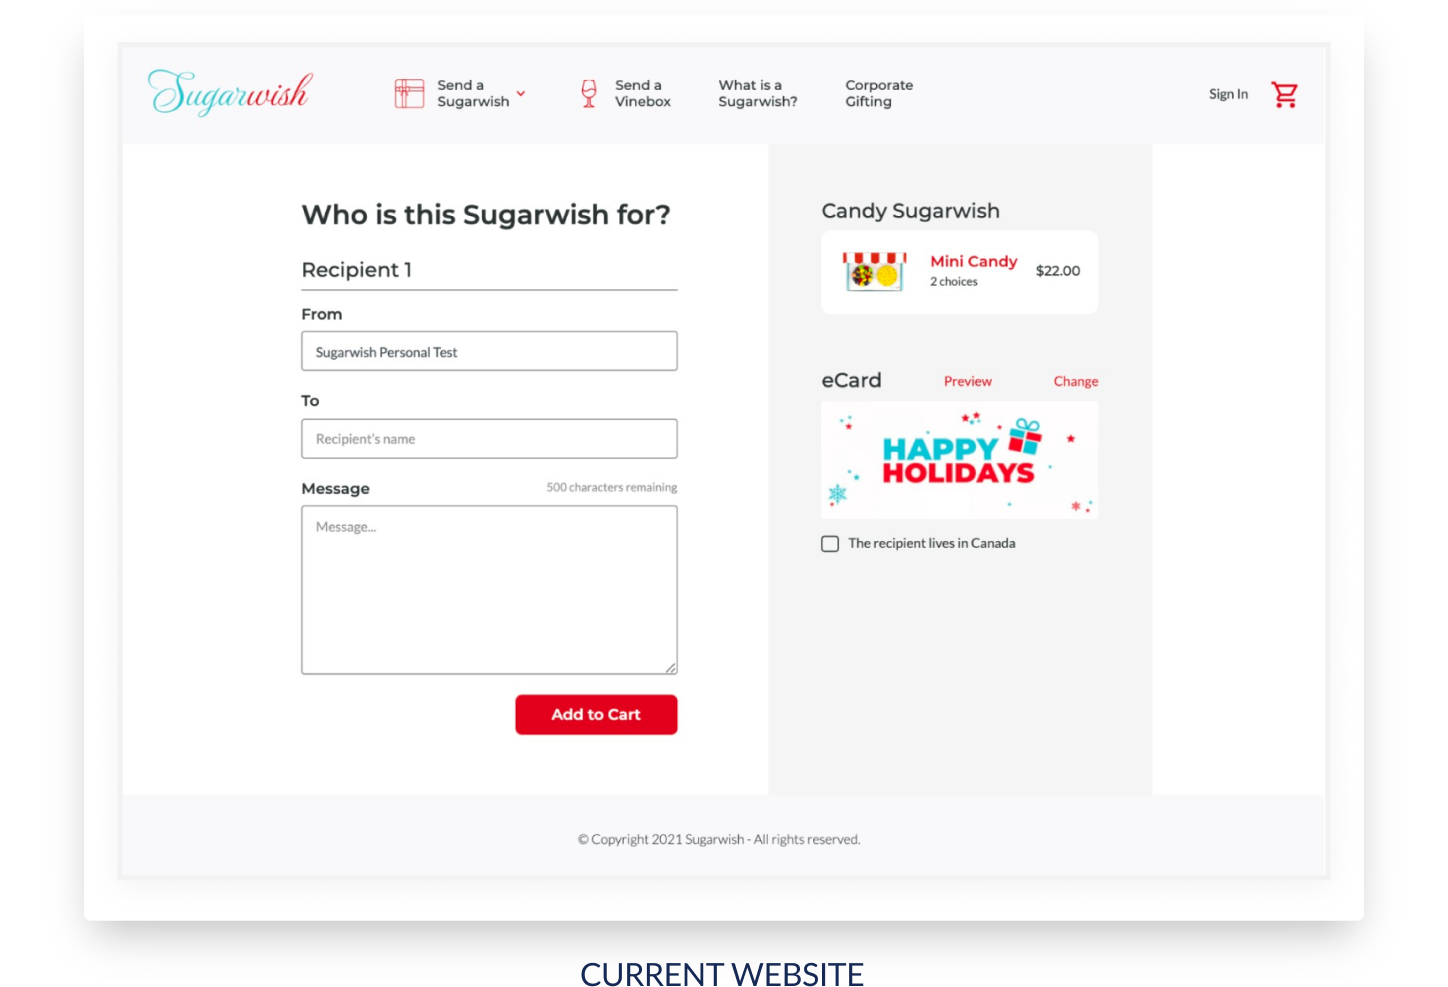 Sugarwish
Send a
Sugarwish
Send a
Vinebox
What is a
Sugarwish?
Corporate
Gifting
Sign In
Who is this Sugarwish for?
Recipient 1
From
Sugarwish Personal Test
To
Recipient's name
Message
500 characters remaining
Message...
Add to Cart
Candy Sugarwish
Mini Candy
2 choices
$22.00
eCard
Preview
Change
HAPPY
HOLIDAYS
The recipient lives in Canada
© Copyright 2021 Sugarwish - All rights reserved.
CURRENT WEBSITE